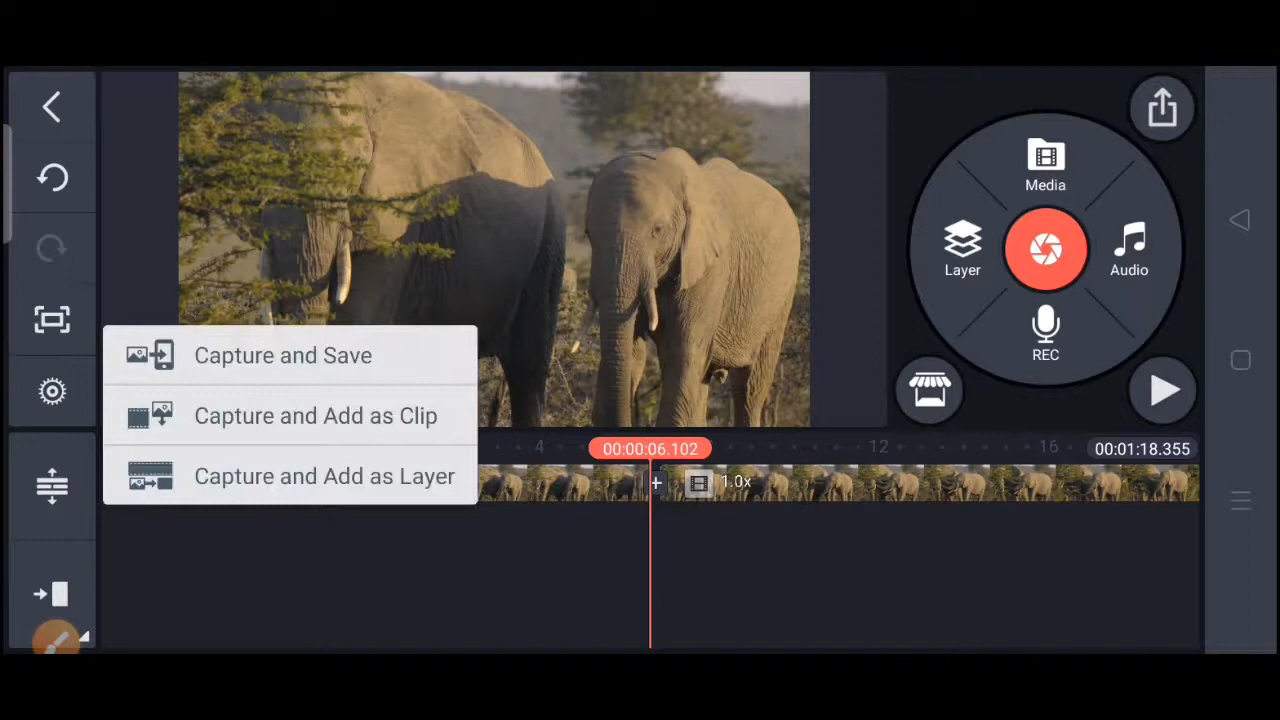 Media
Layer
Audio
REC
Capture and Save
Capture and Add as Clip
Capture and Add as Layer
4
00:00:06.102
12
16
00:01:18.355
1.0x